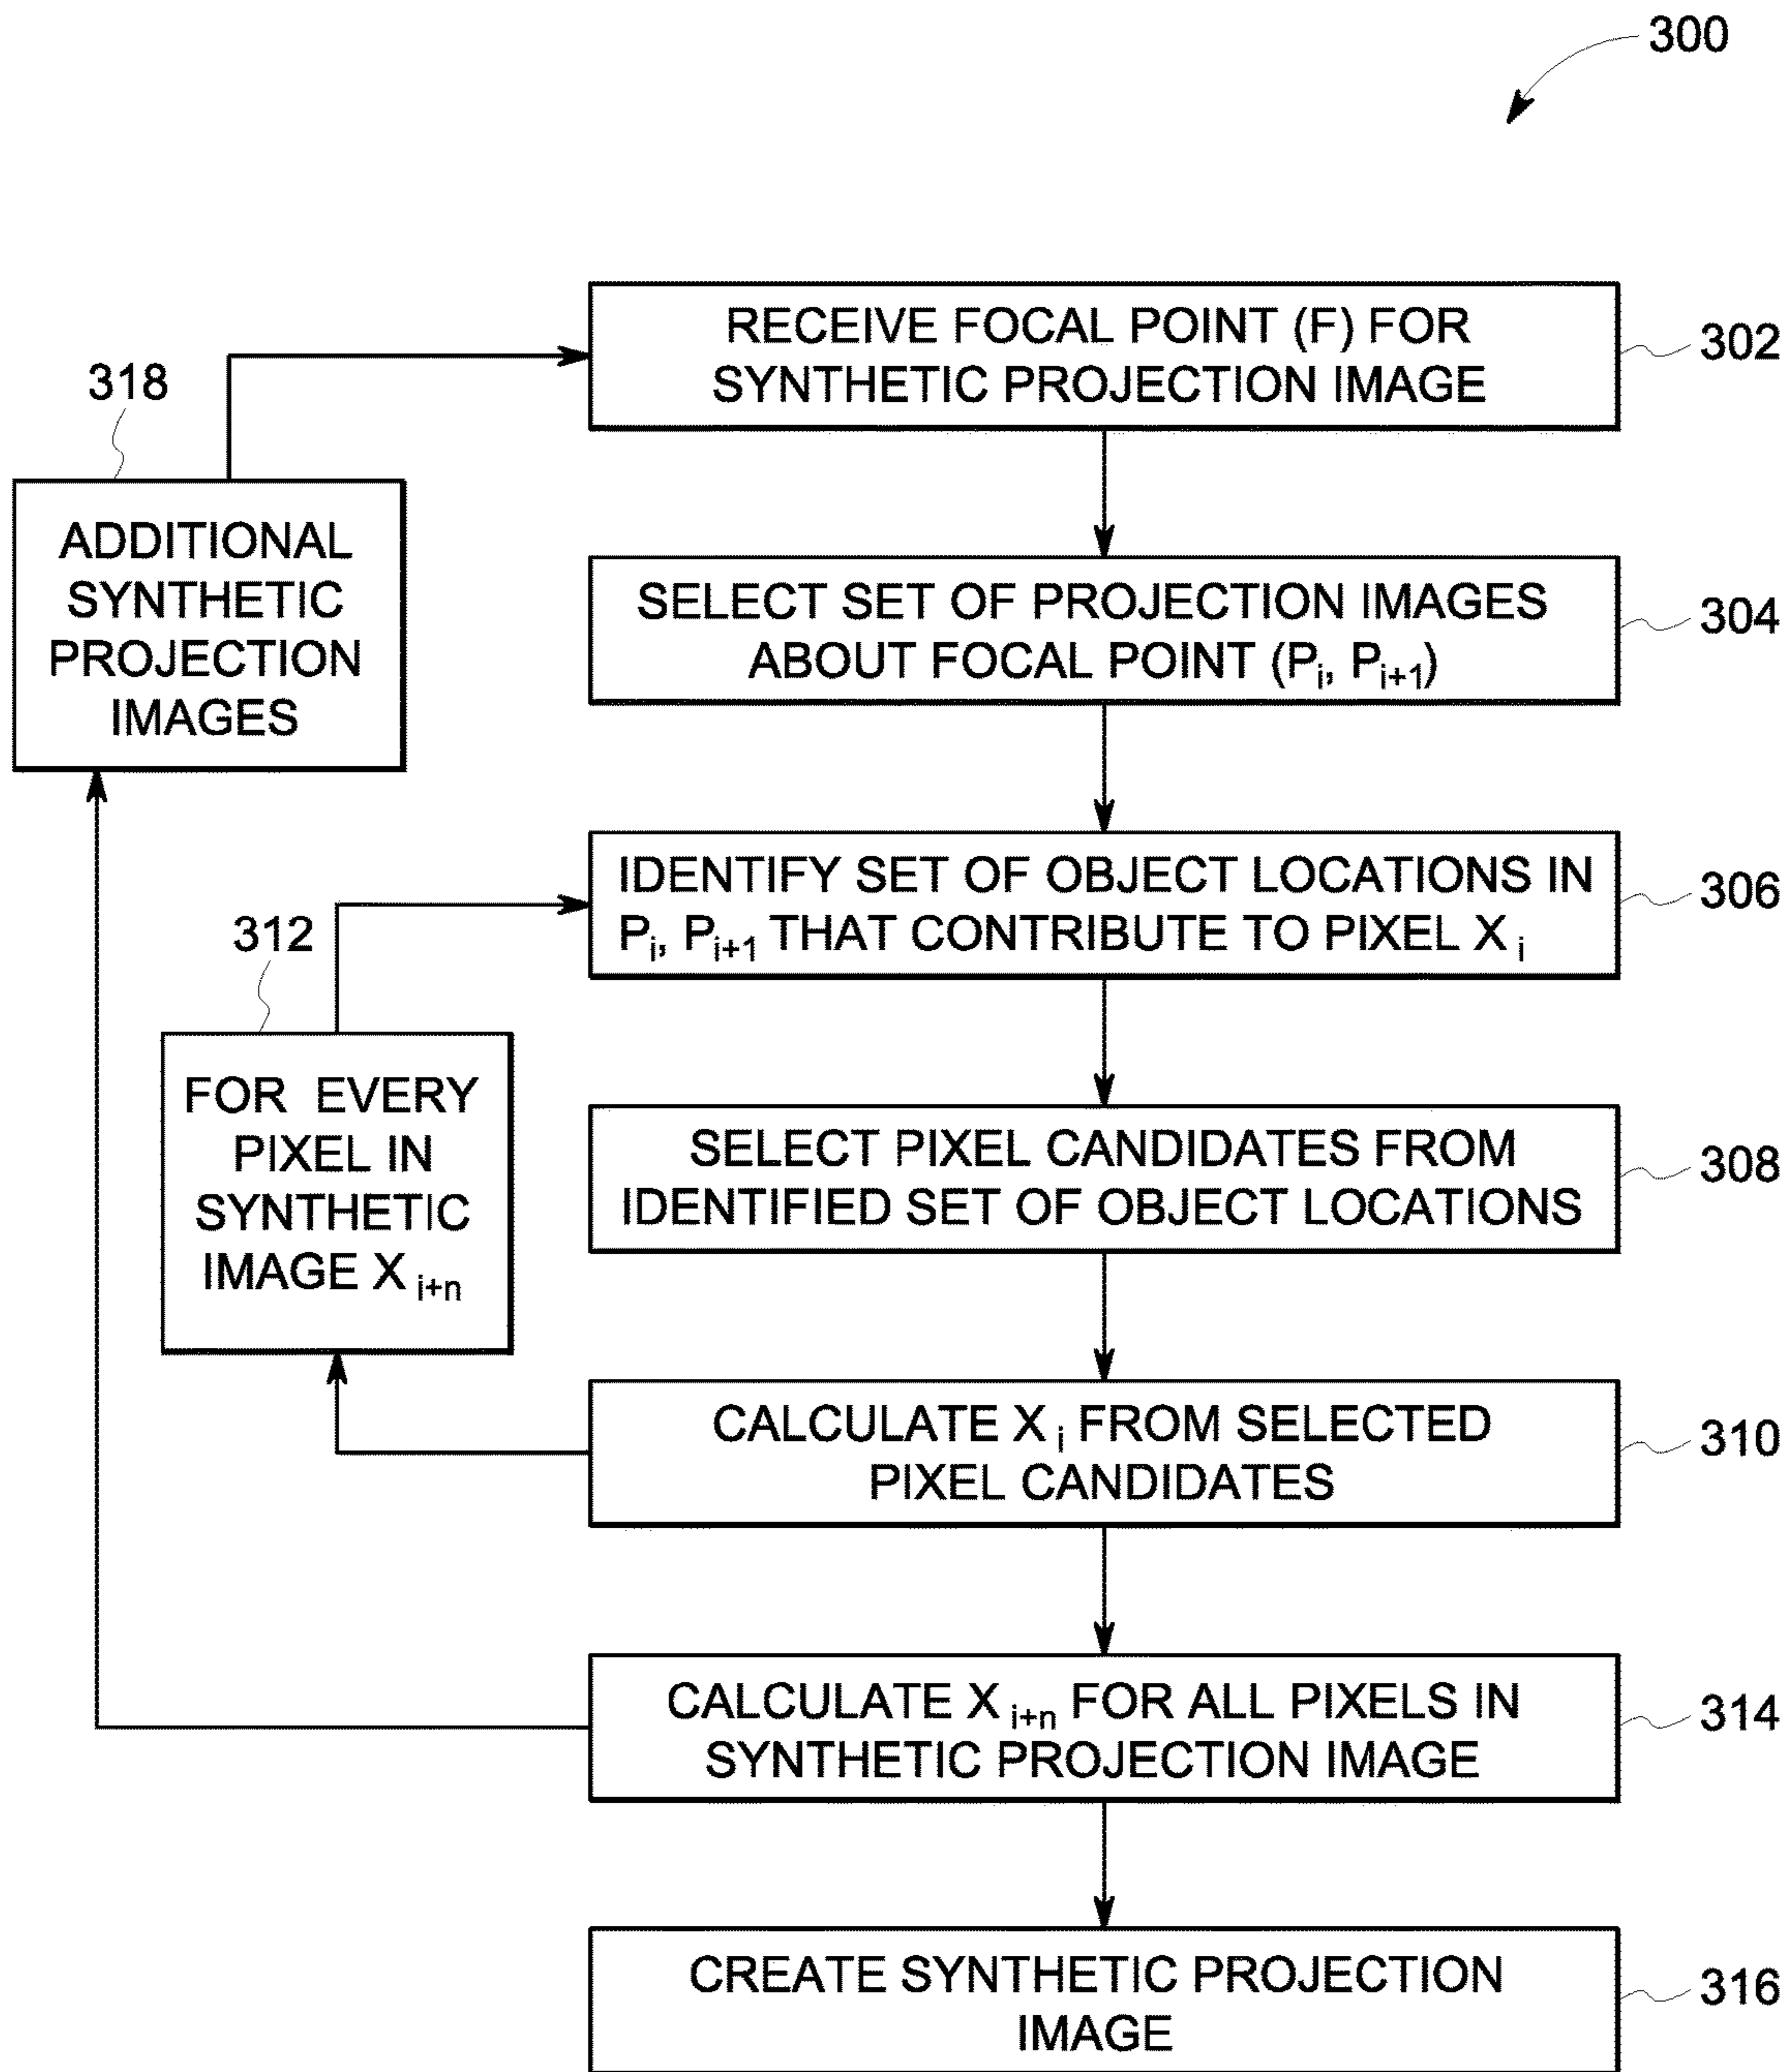 300
RECEIVE FOCAL POINT (F) FOR
SYNTHETIC PROJECTION IMAGE
302
318
ADDITIONAL
SYNTHETIC
PROJECTION
IMAGES
SELECT SET OF PROJECTION IMAGES
ABOUT FOCAL POINT (Pi, Pi+1)
304
IDENTIFY SET OF OBJECT LOCATIONS IN
Pi, Pi+1 THAT CONTRIBUTE TO PIXEL X i
306
312
FOR EVERY
PIXEL IN
SYNTHETIC
IMAGE X i+n
SELECT PIXEL CANDIDATES FROM
IDENTIFIED SET OF OBJECT LOCATIONS
308
CALCULATE X i FROM SELECTED
PIXEL CANDIDATES
310
CALCULATE X i+n FOR ALL PIXELS IN
SYNTHETIC PROJECTION IMAGE
314
CREATE SYNTHETIC PROJECTION
IMAGE
316